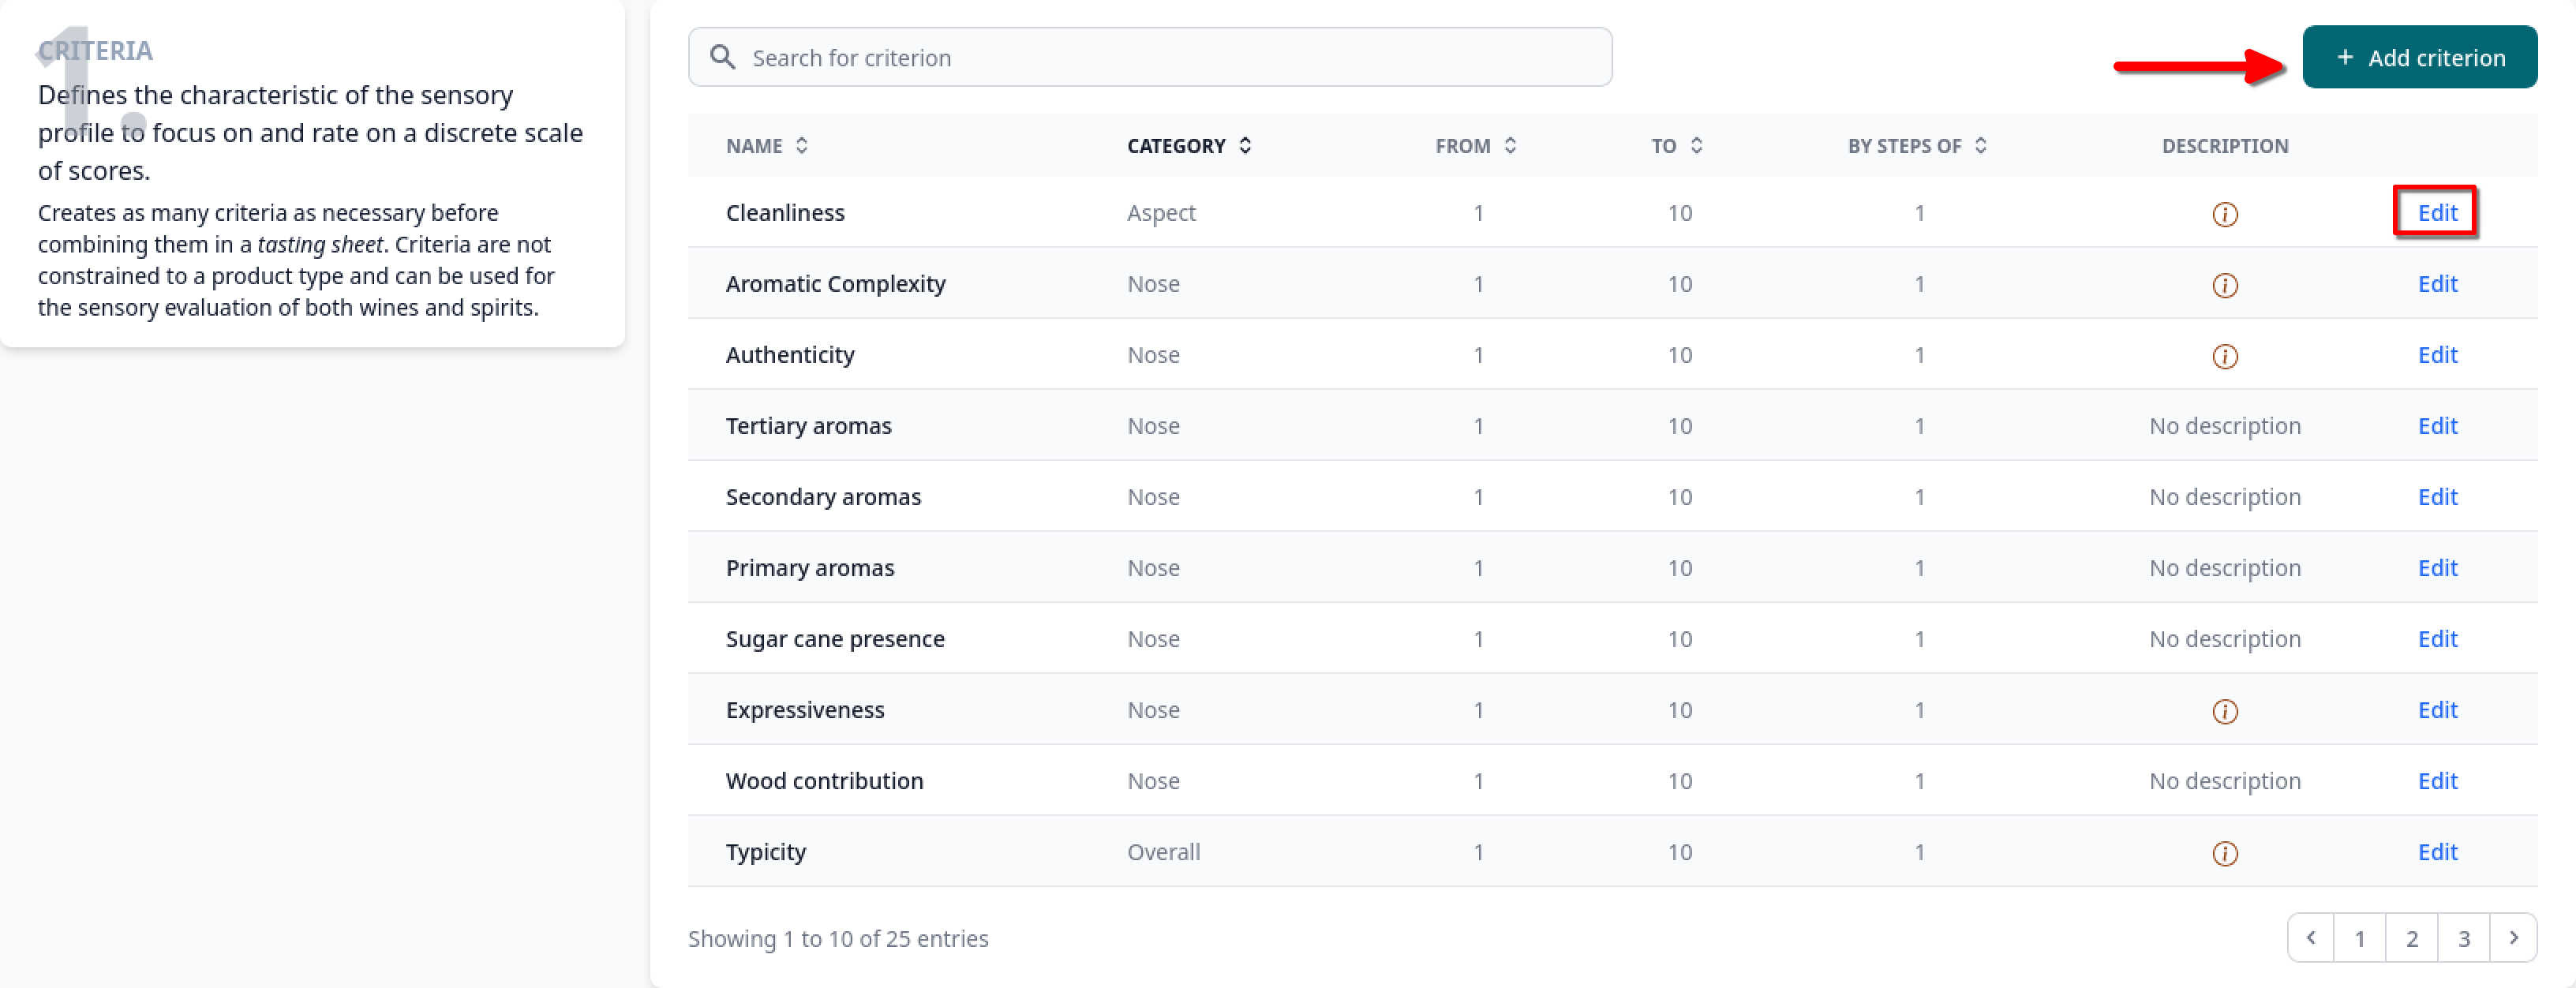 1.
CRITERIA
Defines the characteristic of the sensory
profile to focus on and rate on a discrete scale
of scores.
Creates as many criteria as necessary before
combining them in a tasting sheet. Criteria are not
constrained to a product type and can be used for
the sensory evaluation of both wines and spirits.
Search for criterion
+ Add criterion
NAME CATEGORY FROM TO BY STEPS OF DESCRIPTION
Cleanliness Aspect 1 10 1 Edit
Aromatic Complexity Nose 1 10 1 Edit
Authenticity Nose 1 10 1 Edit
Tertiary aromas Nose 1 10 1 No description Edit
Secondary aromas Nose 1 10 1 No description Edit
Primary aromas Nose 1 10 1 No description Edit
Sugar cane presence Nose 1 10 1 No description Edit
Expressiveness Nose 1 10 1 Edit
Wood contribution Nose 1 10 1 No description Edit
Typicity Overall 1 10 1 Edit
Showing 1 to 10 of 25 entries
1 2 3